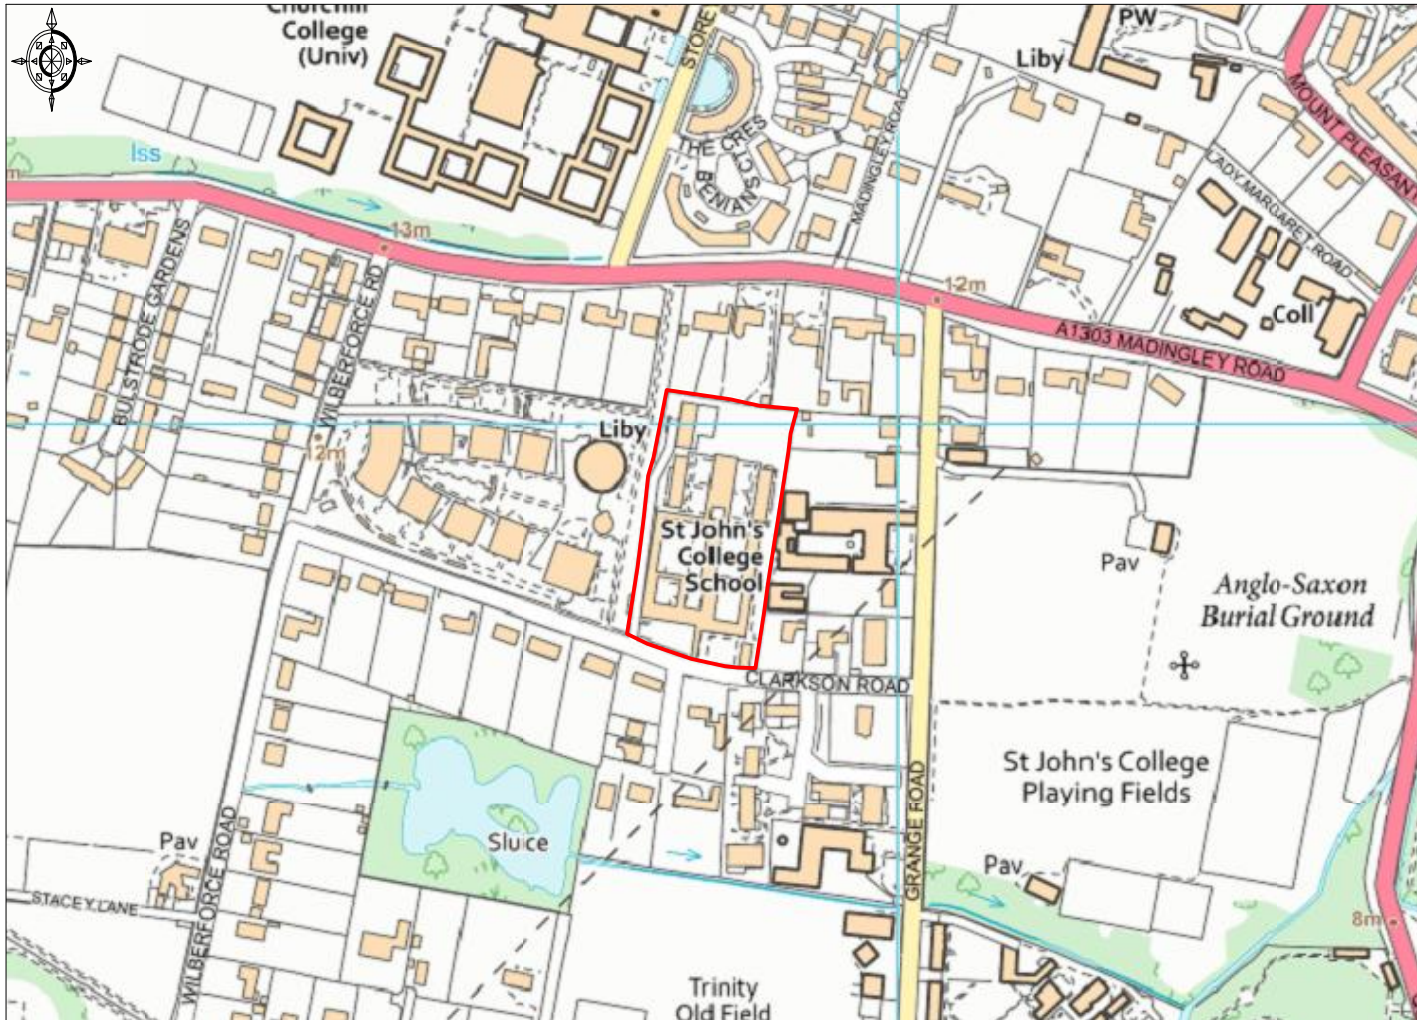 Churchill
College
(Univ)
STOREY
PW
Liby
MOUNT PLEASANT
Iss
THE CRES
BENIANS CT
MADINGLEY ROAD
LADY MARGARET ROAD
13m
12m
Coll
A1303 MADINGLEY ROAD
BULSTRODE GARDENS
WILBERFORCE RD
12m
Liby
St John's
College
School
Pav
Anglo-Saxon
Burial Ground
CLARKSON ROAD
St John's College
Playing Fields
GRANGE ROAD
Sluice
Pav
Pav
STACEY LANE
WILBERFORCE ROAD
8m
Trinity
Old Field